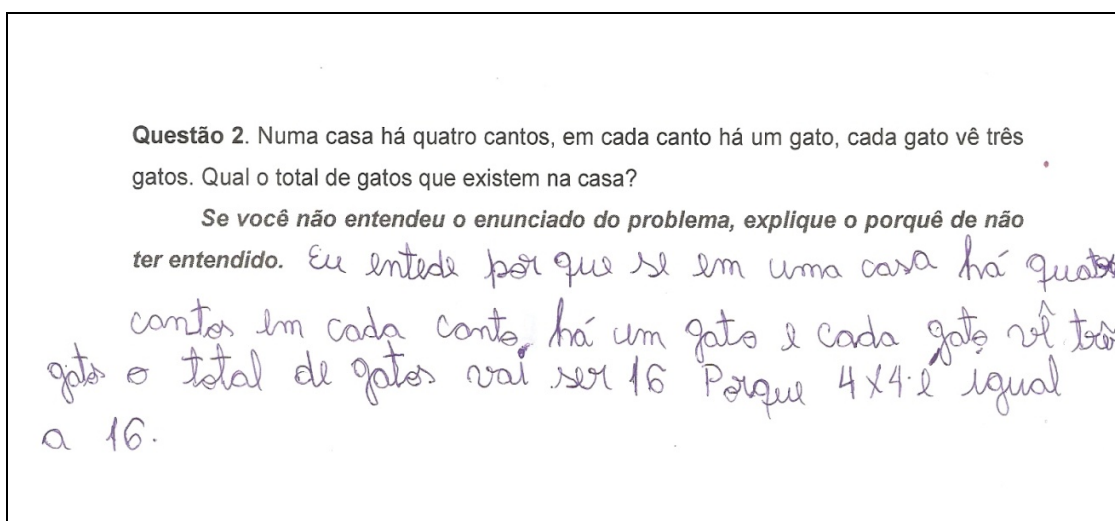 Questão 2. Numa casa há quatro cantos, em cada canto há um gato, cada gato vê três
gatos. Qual o total de gatos que existem na casa?
Se você não entendeu o enunciado do problema, explique o porquê de não
ter entendido. Eu entede por que se em uma casa há quatro
cantos em cada canto há um gato e cada gato vê três
gatos o total de gatos vai ser 16 Porque 4X4 é igual
a 16.